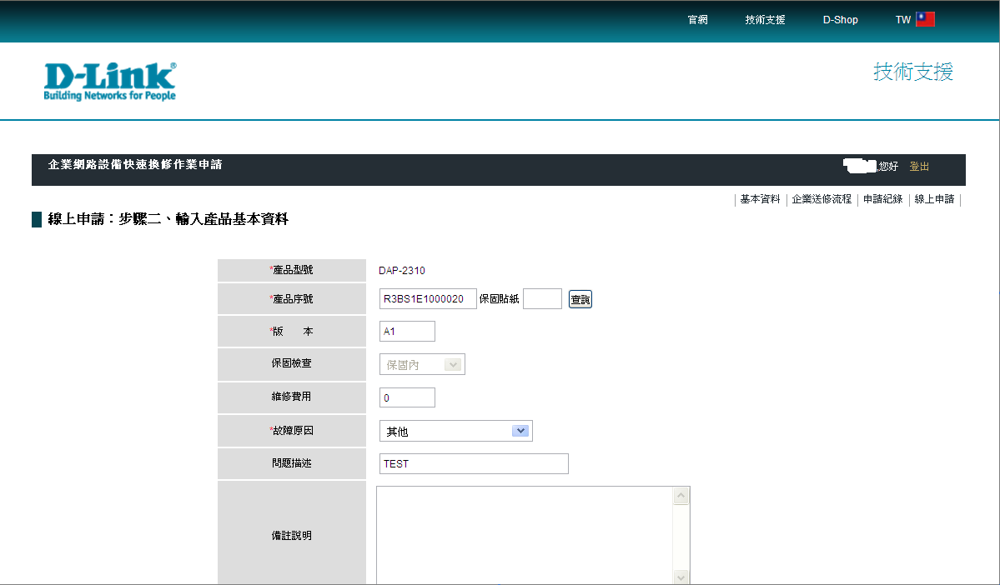 官網 技術支援 D-Shop TW
D-Link®
Building Networks for People
技術支援
企業網路設備快速換修作業申請
,您好 登出
基本資料 企業送修流程 申請紀錄 線上申請
線上申請：步驟二、輸入產品基本資料
*產品型號 DAP-2310
*產品序號 R3BS1E1000020 保固貼紙 查詢
*版 本 A1
保固檢查 保固內
維修費用 0
*故障原因 其他
問題描述 TEST
備註說明